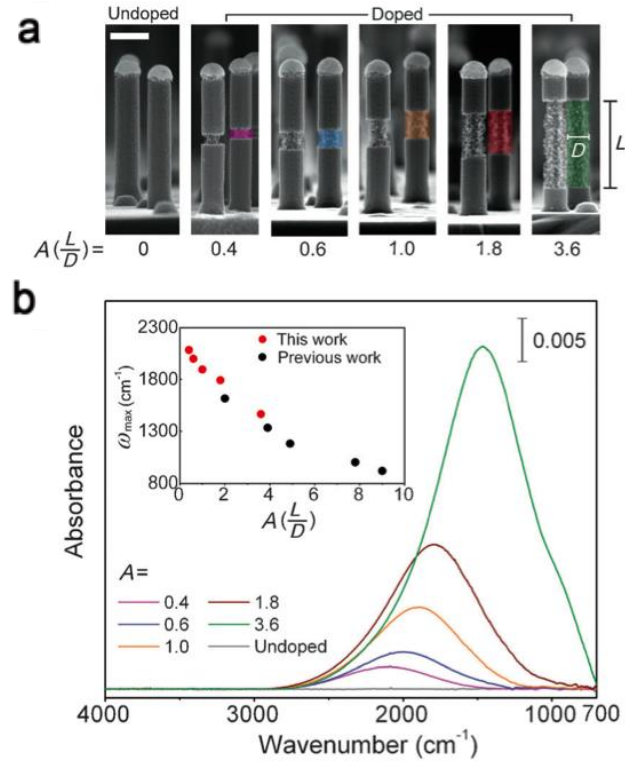 a
Undoped
Doped
L
D
A(L/D)= 0 0.4 0.6 1.0 1.8 3.6
b
2300
1800
1300
800
ωmax (cm-1)
This work
Previous work
0 2 4 6 8 10
A(L/D)
0.005
Absorbance
A=
0.4 1.8
0.6 3.6
1.0 Undoped
4000 3000 2000 1000 700
Wavenumber (cm-1)